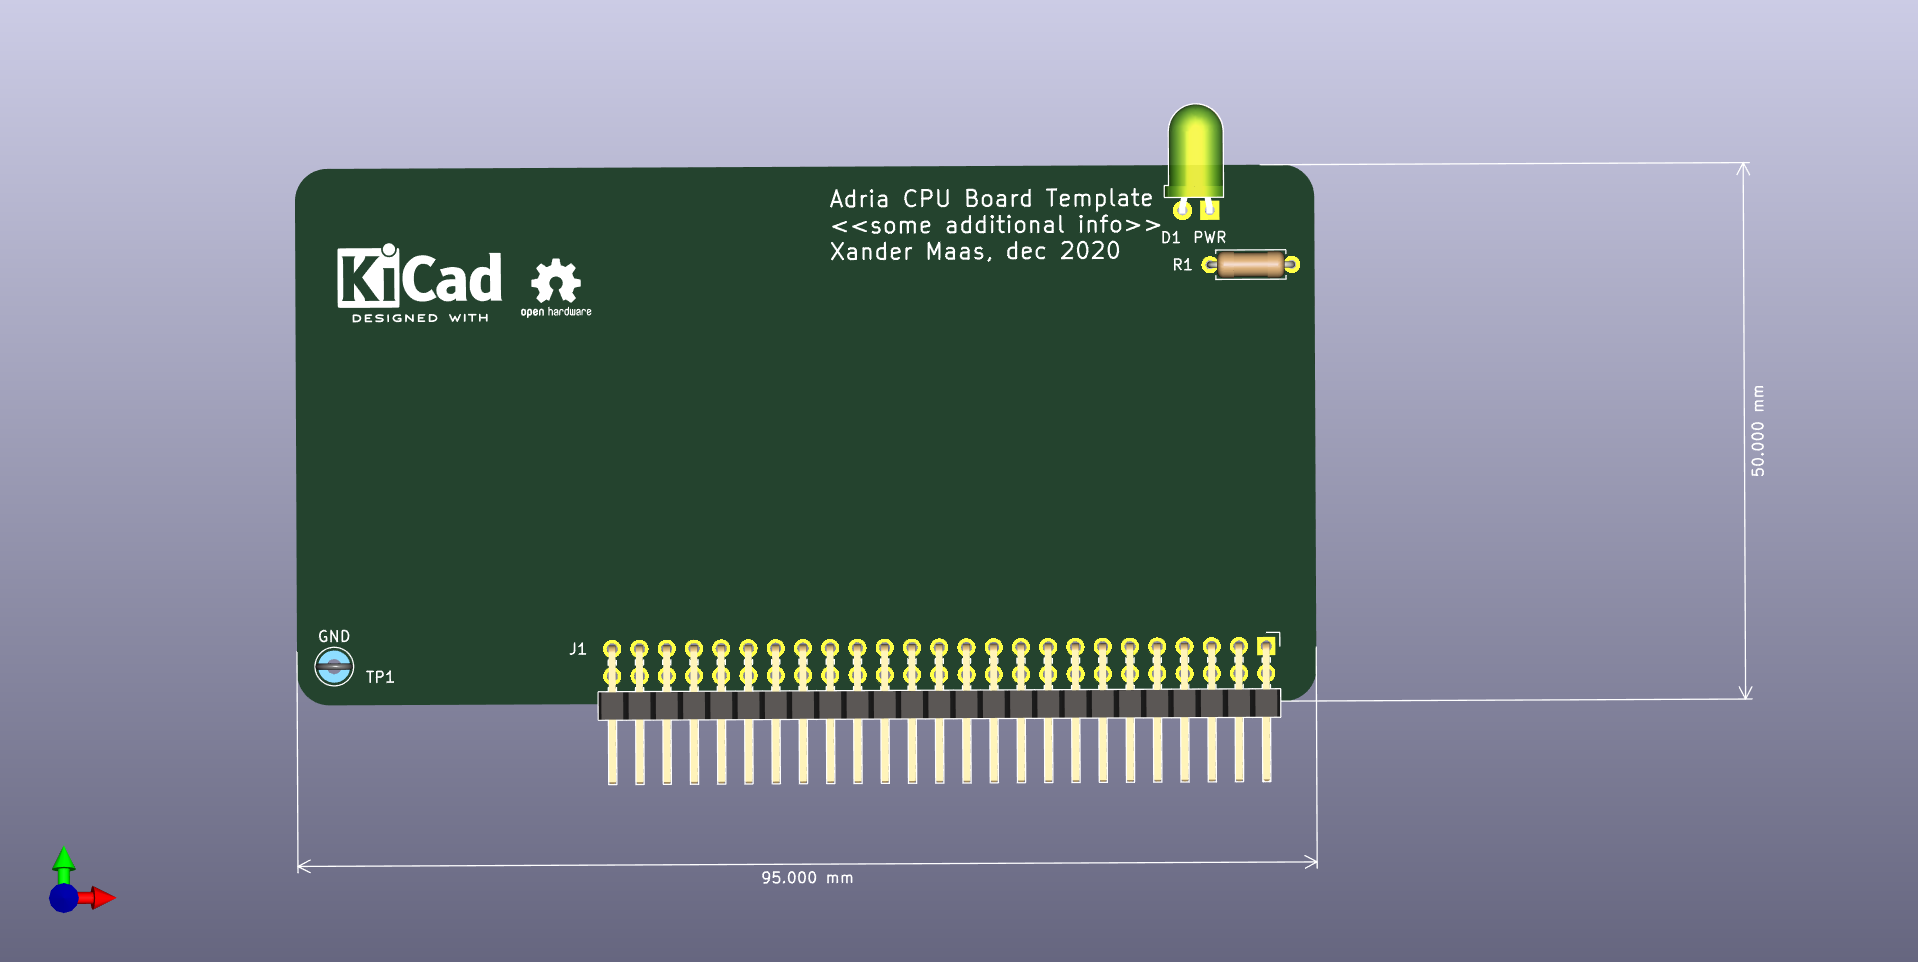 Adria CPU Board Template
<<some additional info>>
Xander Maas, dec 2020
D1 PWR
R1
KiCad
DESIGNED WITH
open hardware
50.000 mm
GND
TP1
J1
95.000 mm